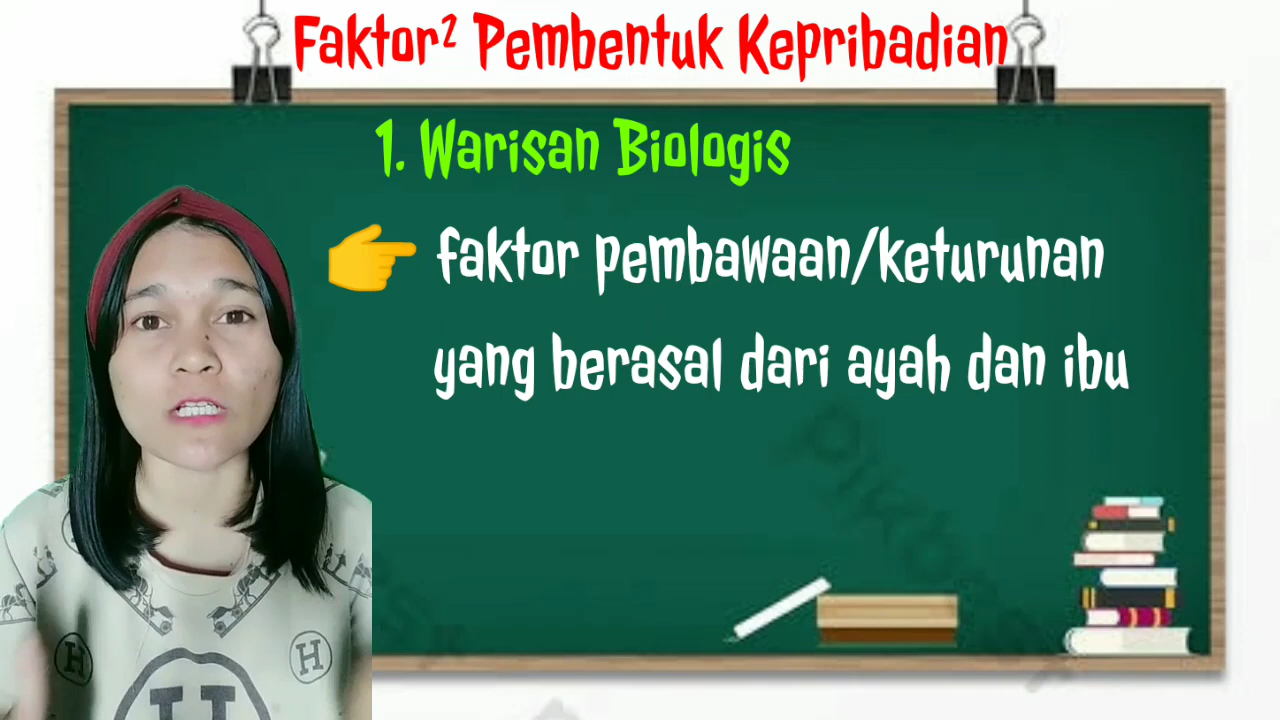 Faktor² Pembentuk Kepribadian
1. Warisan Biologis
👉 faktor pembawaan/keturunan
yang berasal dari ayah dan ibu
H
H
H